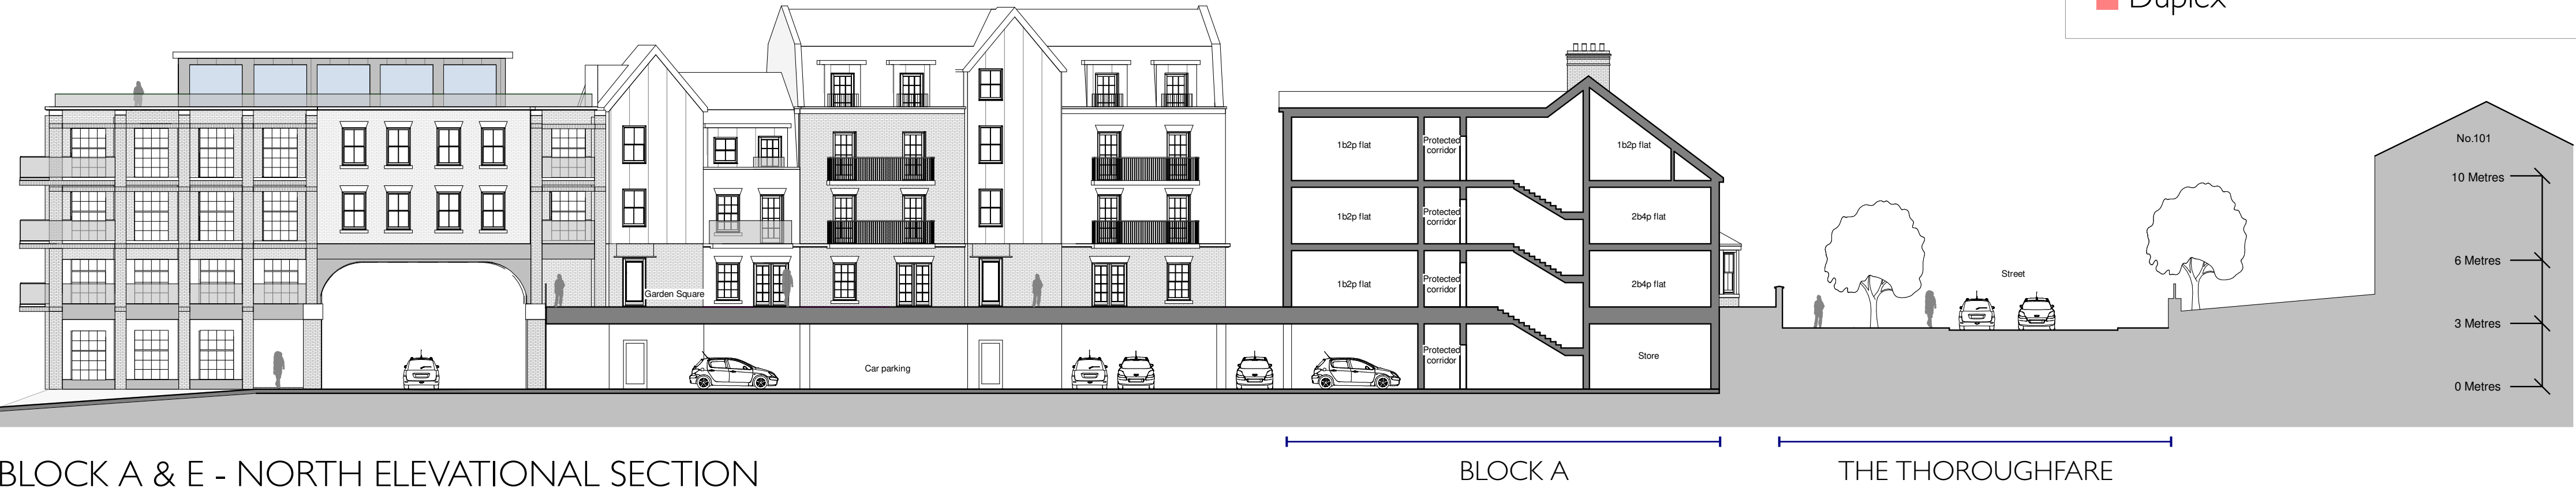 Duplex
No.101
1b2p flat
Protected
corridor
1b2p flat
10 Metres
1b2p flat
Protected
corridor
2b4p flat
6 Metres
Street
Garden Square
1b2p flat
Protected
corridor
2b4p flat
3 Metres
Car parking
Protected
corridor
Store
0 Metres
BLOCK A & E - NORTH ELEVATIONAL SECTION
BLOCK A
THE THOROUGHFARE